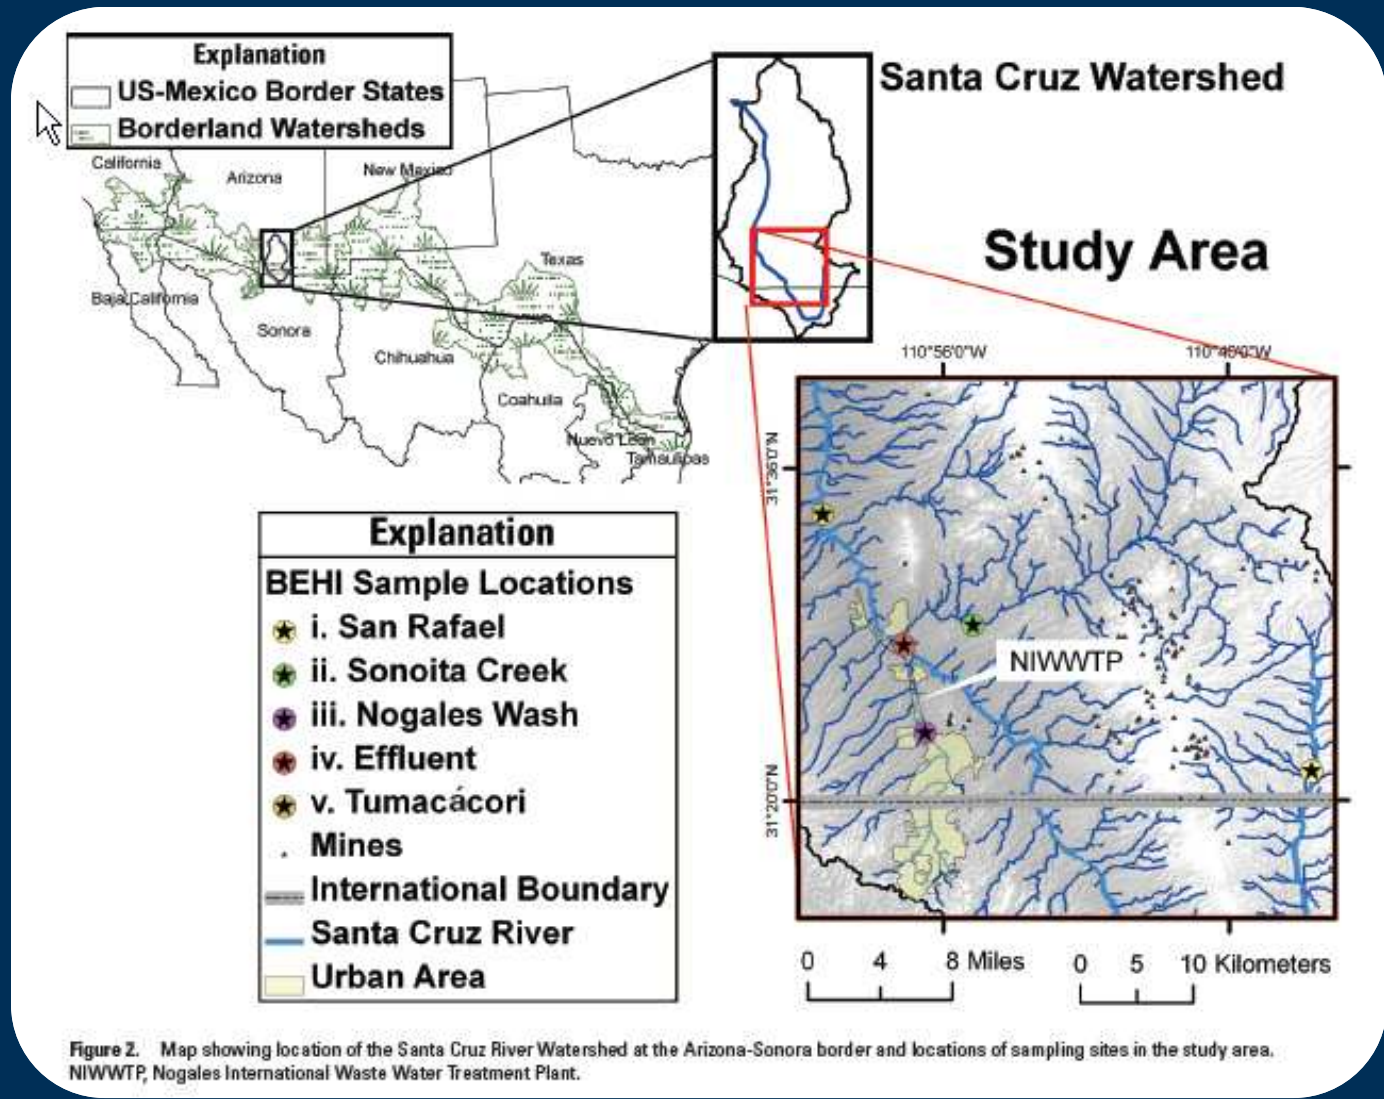 Explanation
US-Mexico Border States
Borderland Watersheds
California
Arizona
New Mexico
Texas
Baja California
Sonora
Chihuahua
Coahuila
Nuevo Leon
Tamaulipas
Santa Cruz Watershed
Study Area
110°56'0"W
110°46'0"W
31°36'0"N
31°20'0"N
NIWWTP
Explanation
BEHI Sample Locations
i. San Rafael
ii. Sonoita Creek
iii. Nogales Wash
iv. Effluent
v. Tumacácori
Mines
International Boundary
Santa Cruz River
Urban Area
0 4 8 Miles
0 5 10 Kilometers
Figure 2. Map showing location of the Santa Cruz River Watershed at the Arizona-Sonora border and locations of sampling sites in the study area.
NIWWTP, Nogales International Waste Water Treatment Plant.